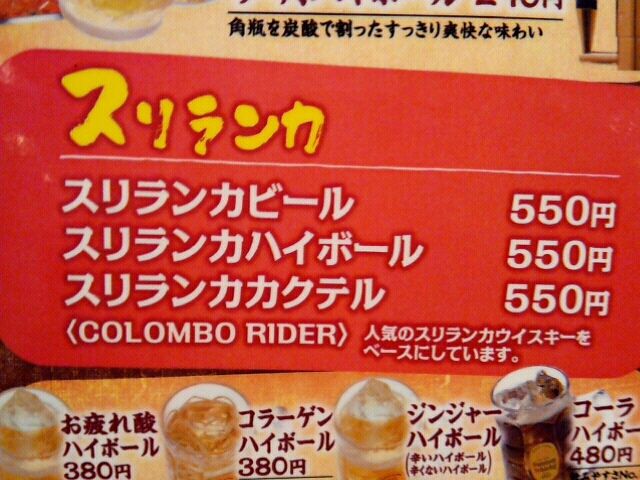 角瓶を炭酸で割ったすっきり爽快な味わい
スリランカ
スリランカビール 550円
スリランカハイボール 550円
スリランカカクテル 550円
〈COLOMBO RIDER〉 人気のスリランカウイスキーを
ベースにしています。
お疲れ酸
ハイボール
380円
コラーゲン
ハイボール
380円
ジンジャー
ハイボール
(辛いハイボール)
(辛くないハイボール)
コーラ
ハイボー
480円